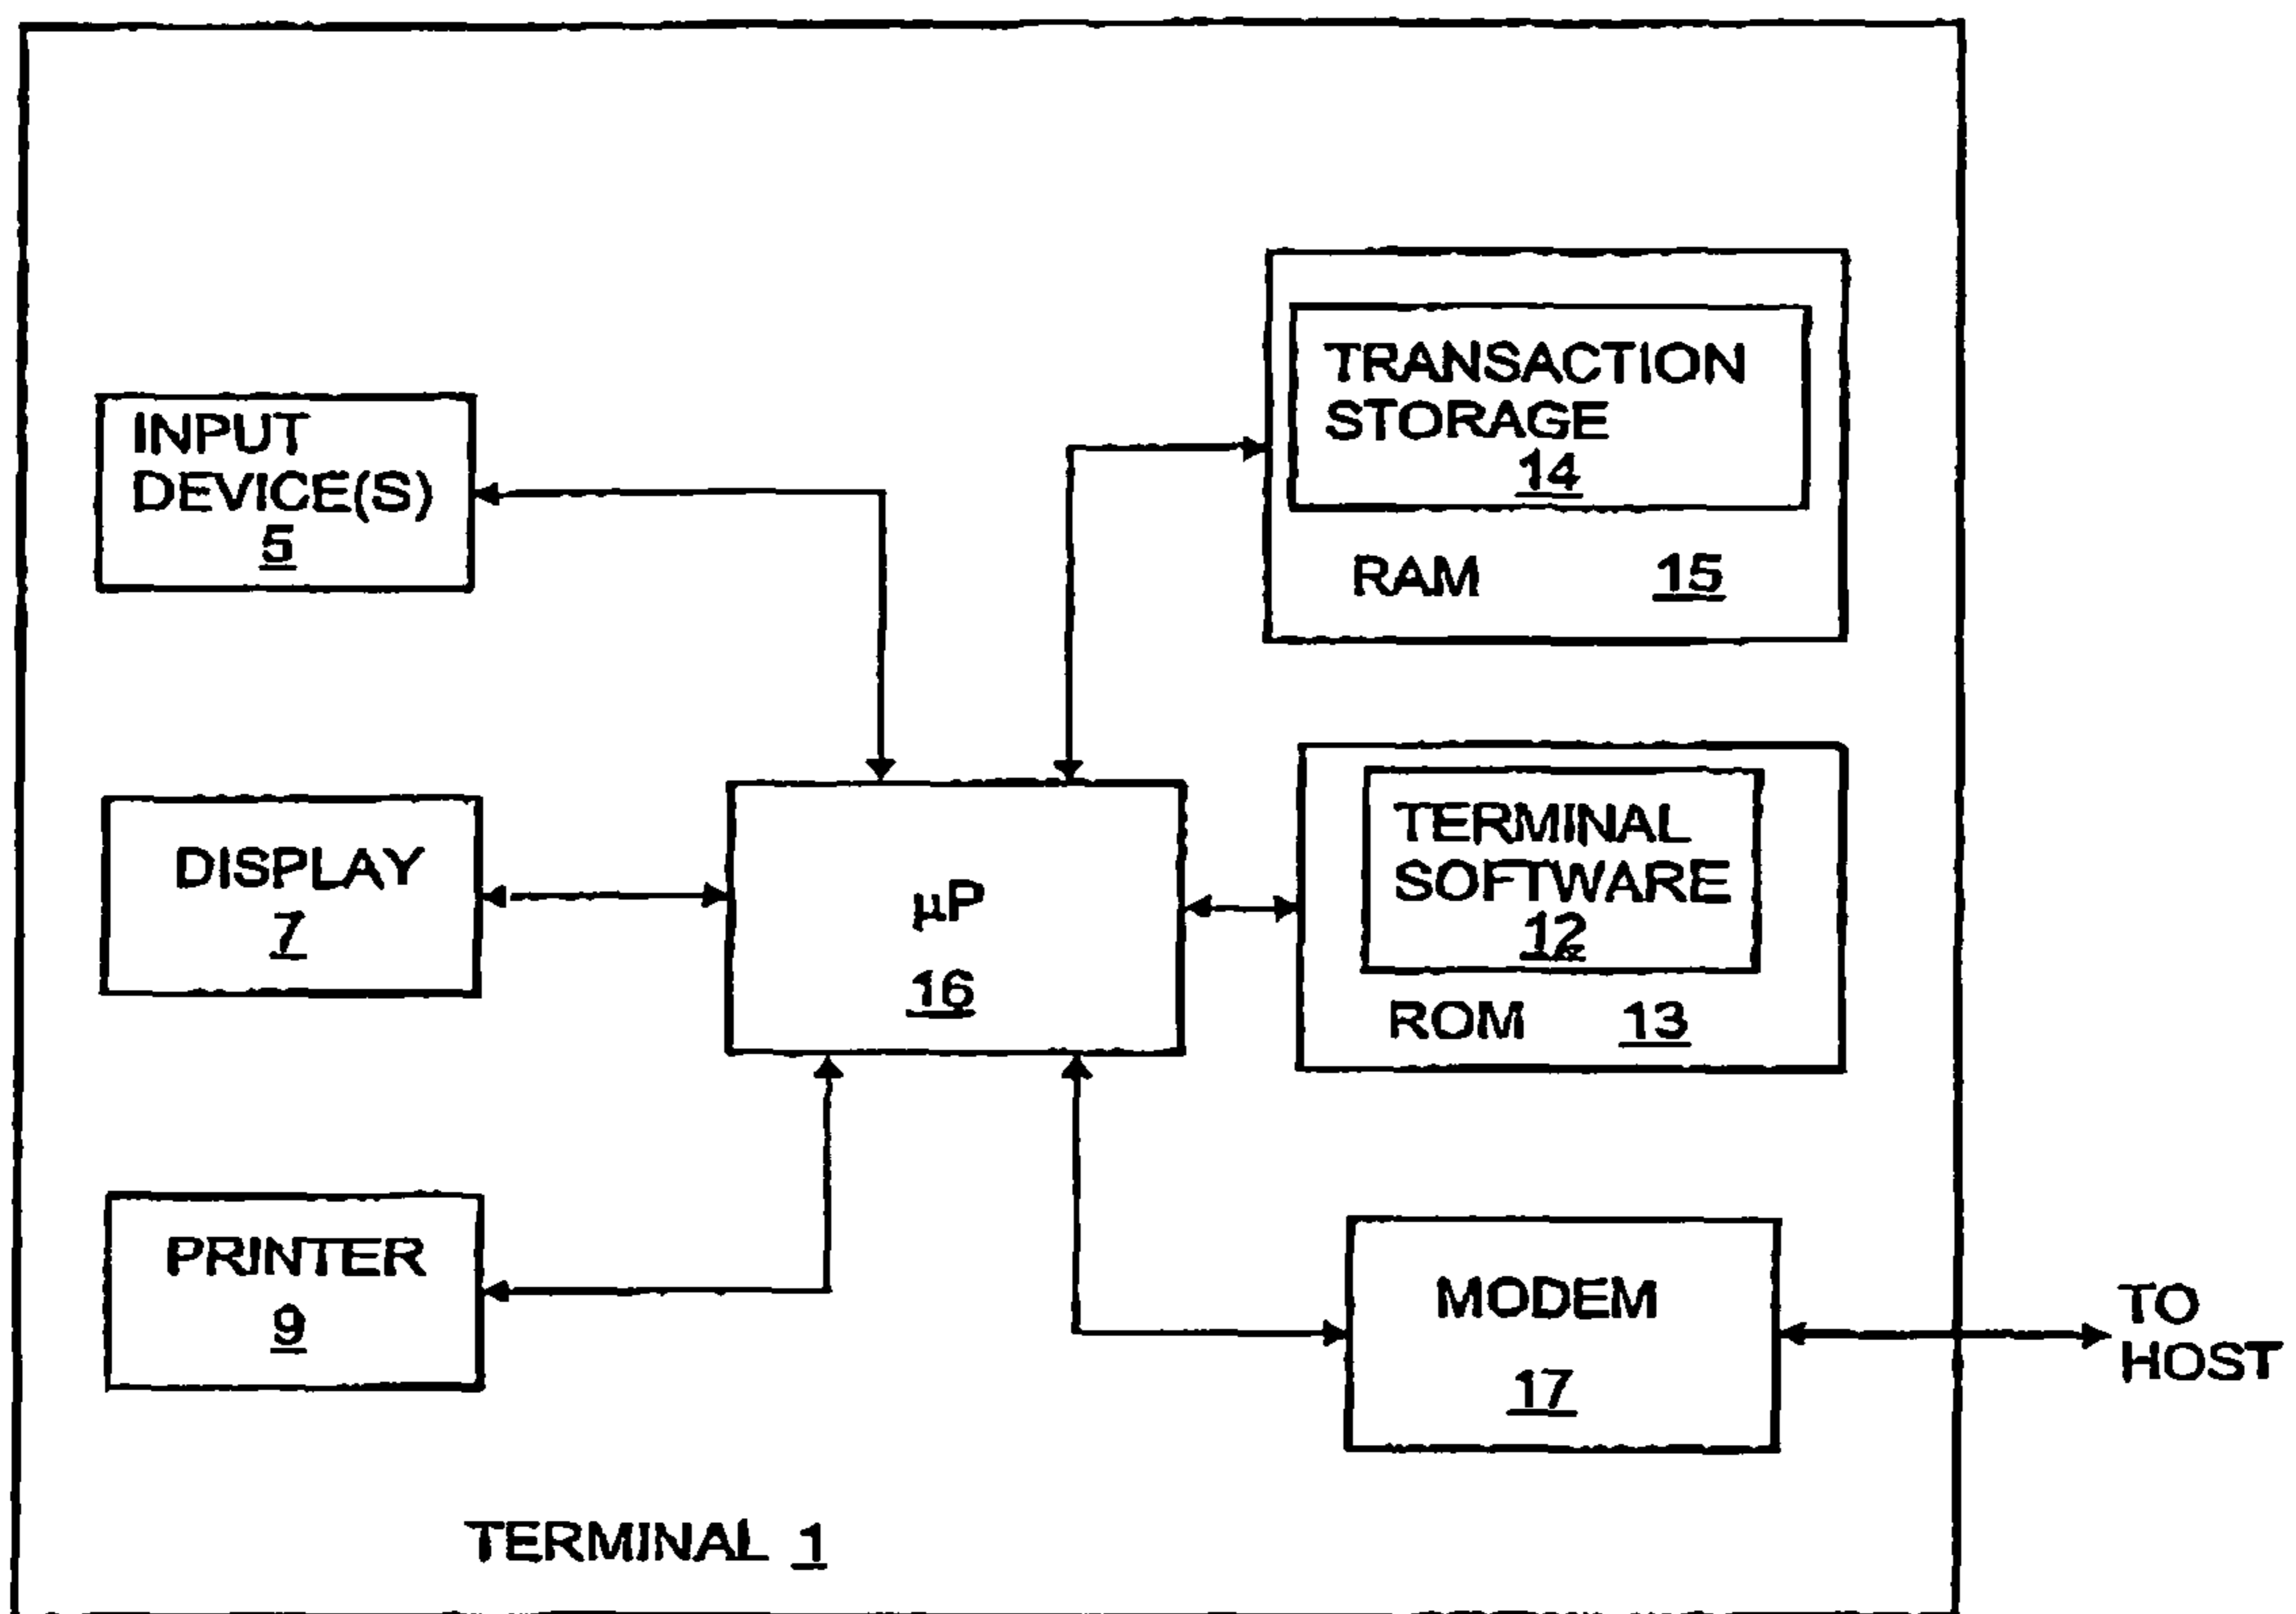 TRANSACTION
STORAGE
14
RAM 15
INPUT
DEVICE(S)
5
TERMINAL
SOFTWARE
12
ROM 13
DISPLAY
7
µP
16
PRINTER
9
MODEM
17
TO
HOST
TERMINAL 1